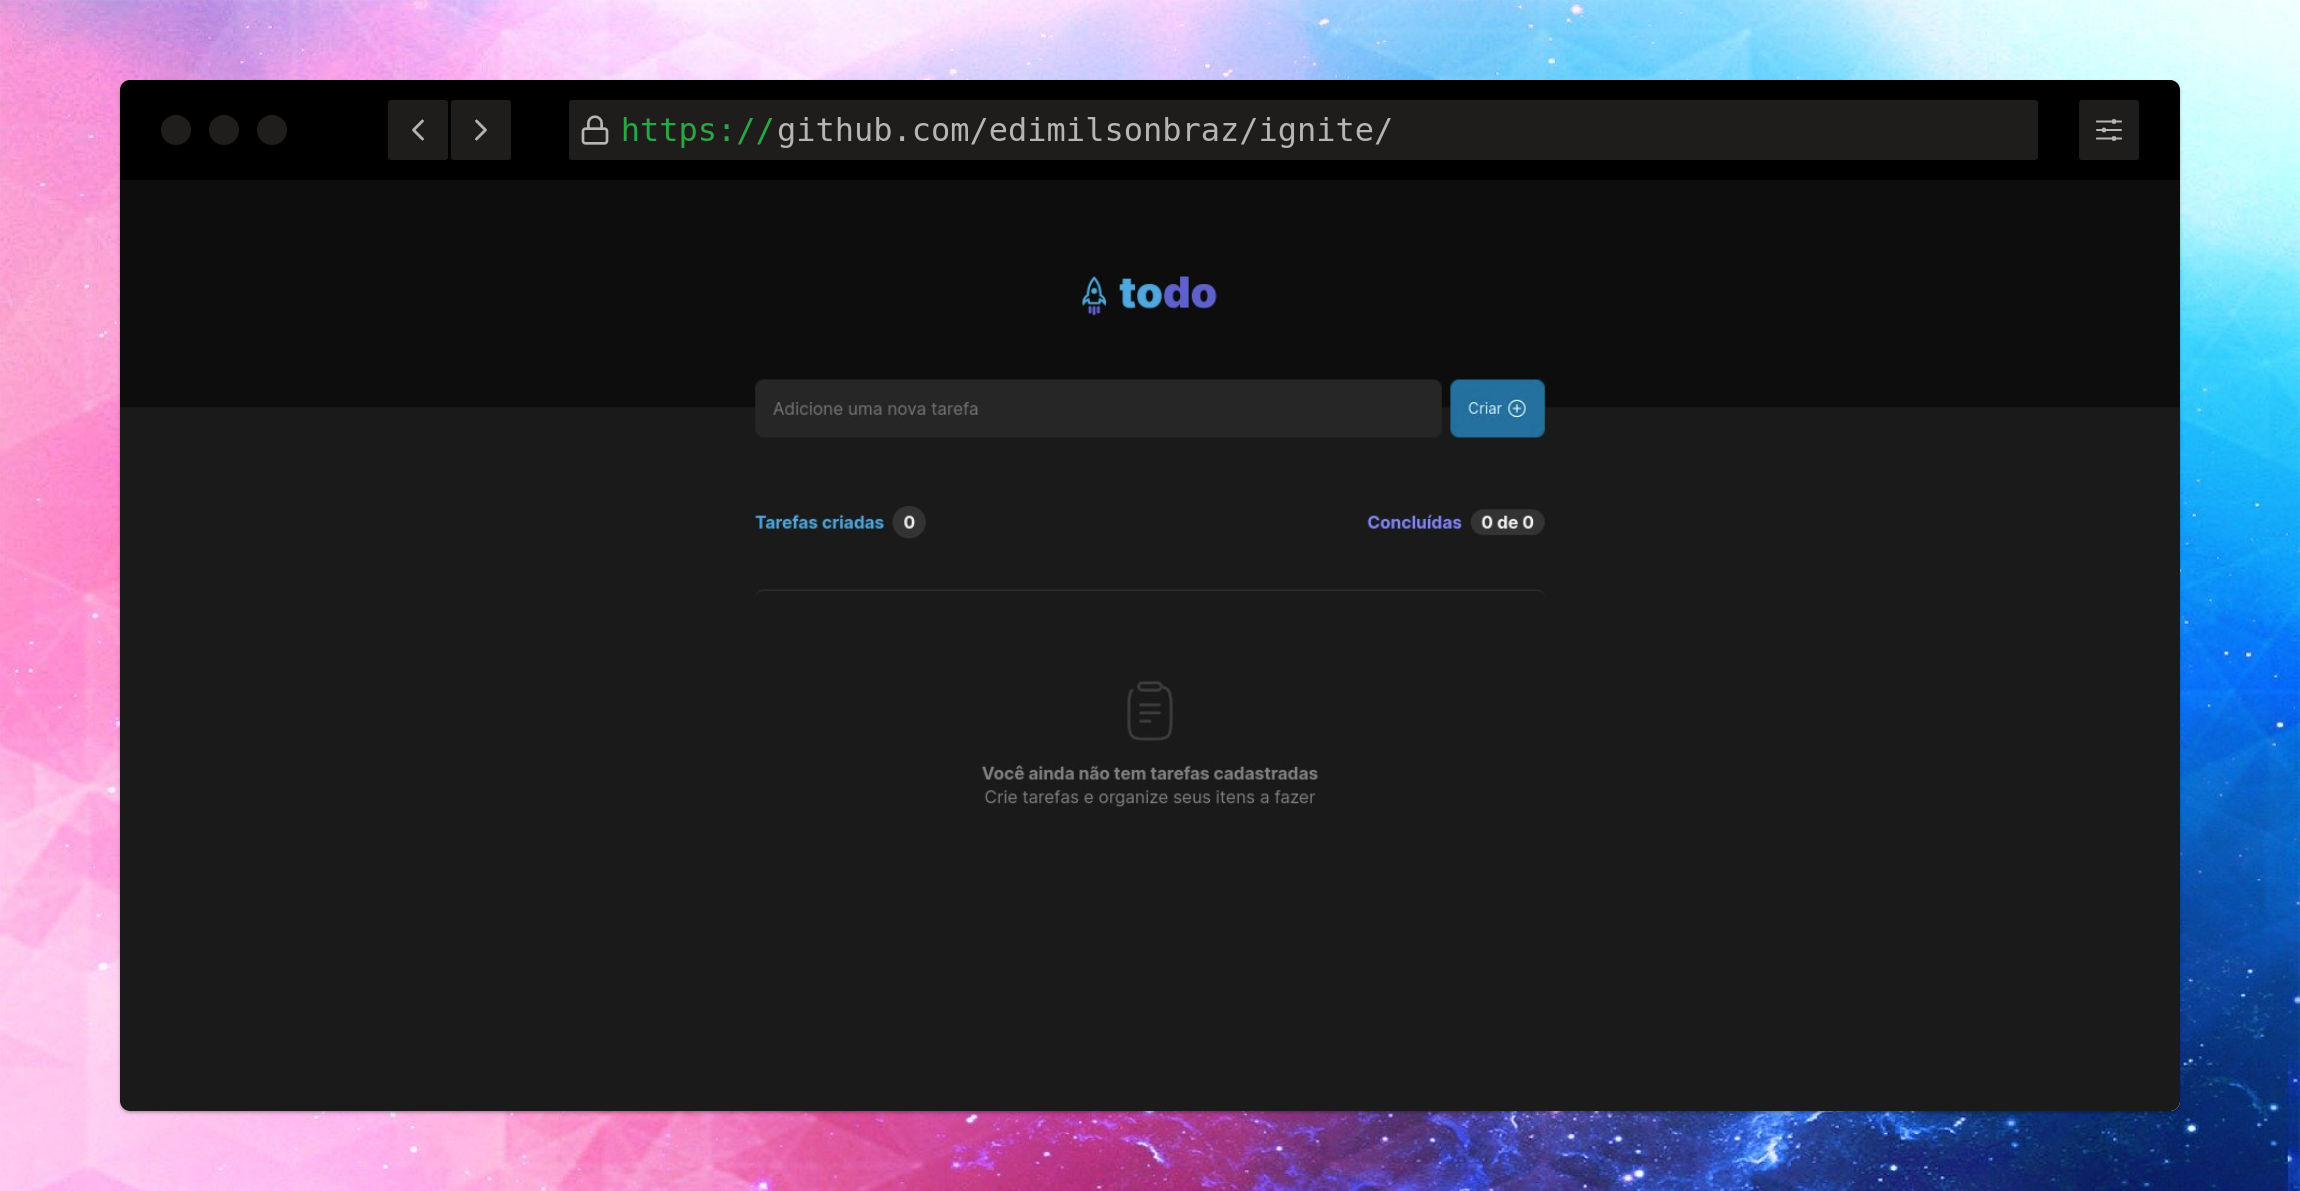 https://github.com/edimilsonbraz/ignite/
todo
Adicione uma nova tarefa
Criar
Tarefas criadas 0
Concluídas 0 de 0
Você ainda não tem tarefas cadastradas
Crie tarefas e organize seus itens a fazer